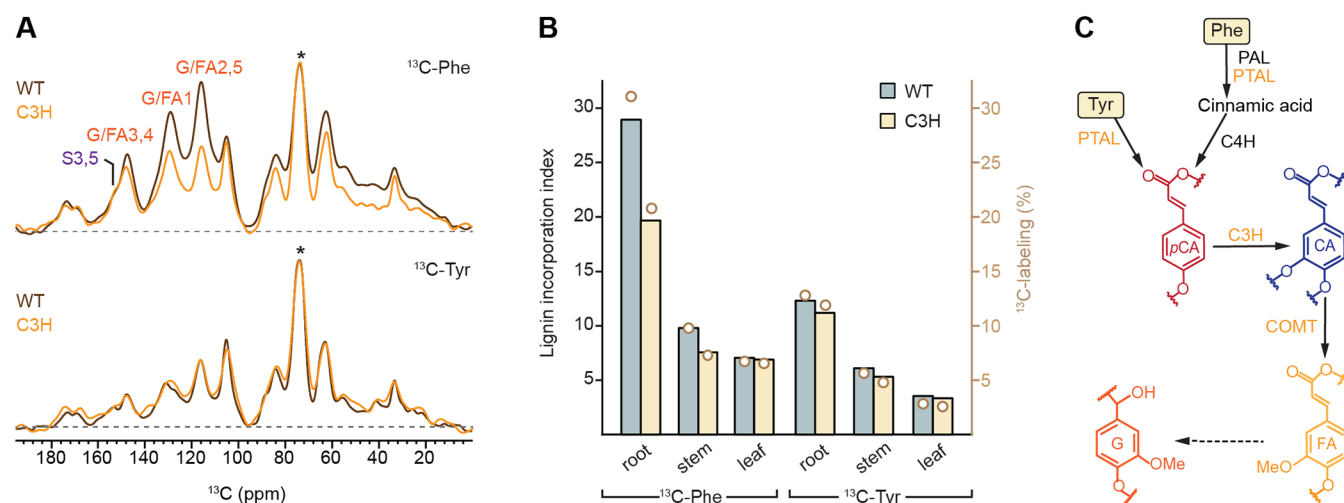 A
¹³C-Phe
WT
C3H
G/FA2,5
G/FA1
G/FA3,4
S3,5
*
¹³C-Tyr
WT
C3H
*
180 160 140 120 100 80 60 40 20
¹³C (ppm)
B
Lignin incorporation index
30
25
20
15
10
5
WT
C3H
30
25
20
15
10
5
¹³C-labeling (%)
root stem leaf root stem leaf
¹³C-Phe ¹³C-Tyr
C
Phe
PAL
PTAL
Tyr
Cinnamic acid
PTAL
C4H
O O
pCA
O
C3H
O O
CA
O O
COMT
O O
FA
MeO O
OH
G
OMe
O